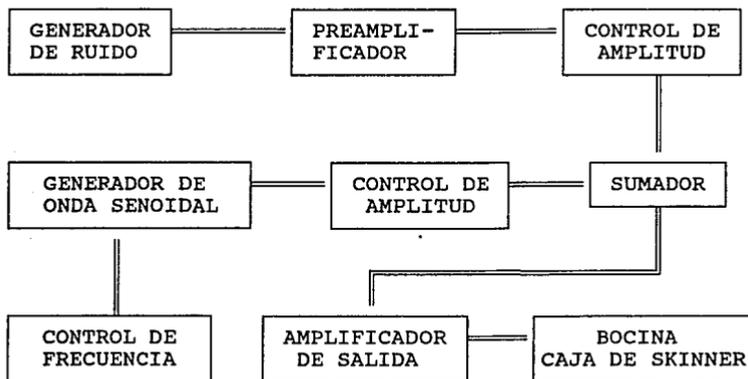 GENERADOR
DE RUIDO
PREAMPLI-
FICADOR
CONTROL DE
AMPLITUD
GENERADOR DE
ONDA SENOIDAL
CONTROL DE
AMPLITUD
SUMADOR
CONTROL DE
FRECUENCIA
AMPLIFICADOR
DE SALIDA
BOCINA
CAJA DE SKINNER